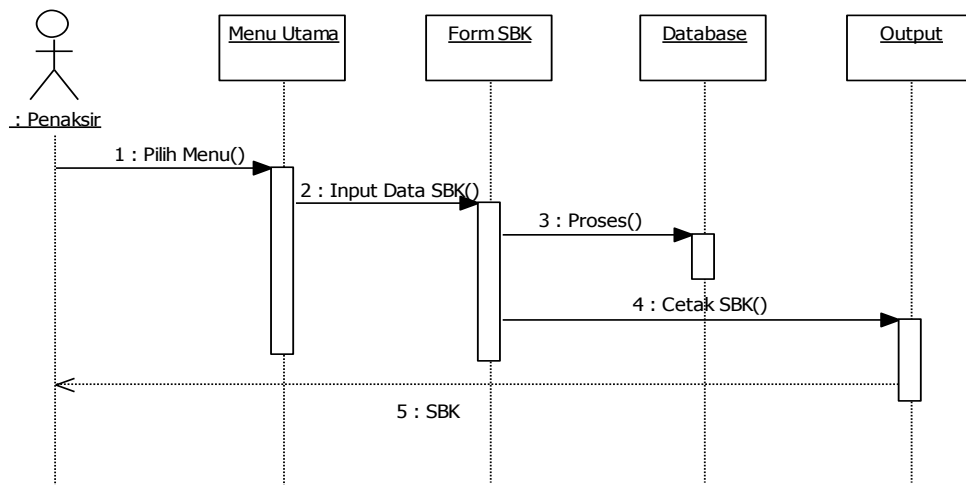 Menu Utama
Form SBK
Database
Output
: Penaksir
1 : Pilih Menu()
2 : Input Data SBK()
3 : Proses()
4 : Cetak SBK()
5 : SBK